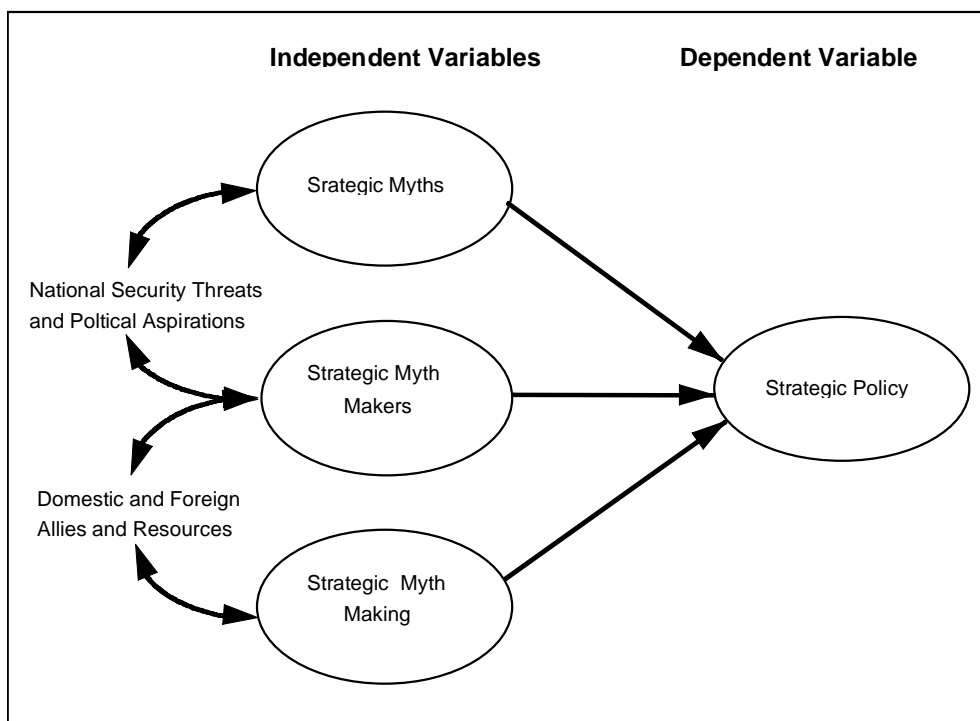 Independent Variables
Dependent Variable
Srategic Myths
National Security Threats
and Poltical Aspirations
Strategic Myth
Makers
Strategic Policy
Domestic and Foreign
Allies and Resources
Strategic Myth
Making